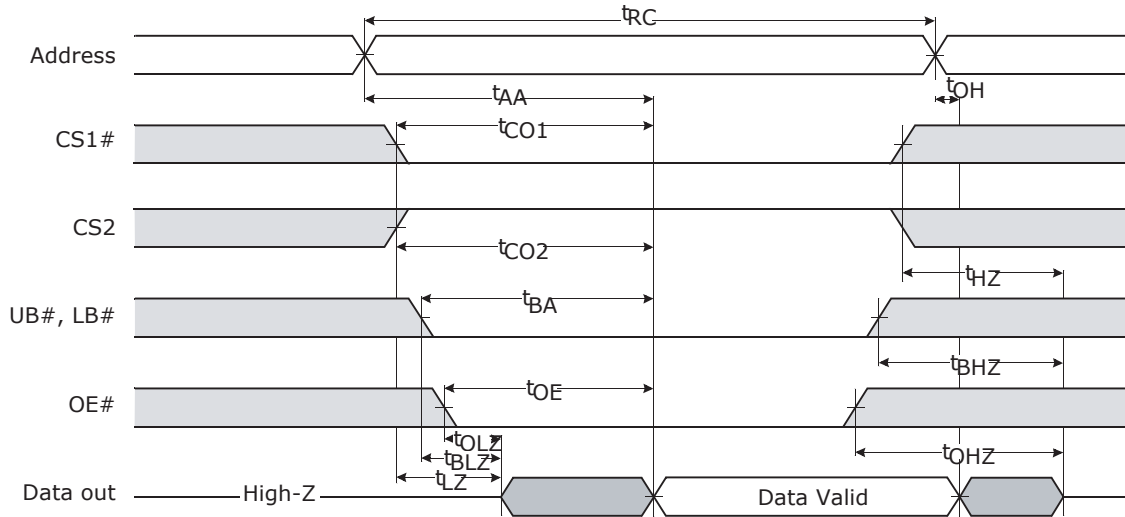 tRC
Address
tAA
tOH
CS1#
tCO1
CS2
tCO2
tHZ
UB#, LB#
tBA
tBHZ
OE#
tOE
tOLZ
tBLZ
tOHZ
tLZ
Data out
High-Z
Data Valid